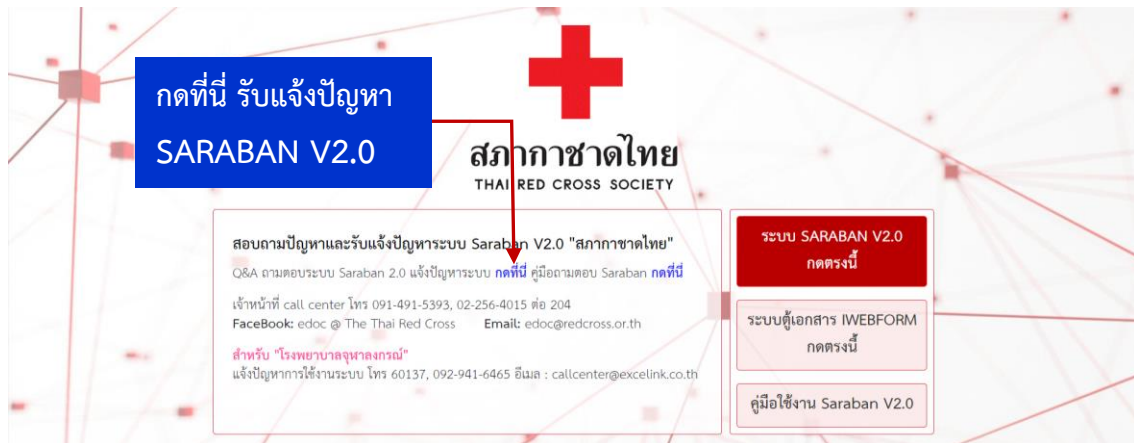 กดที่นี่ รับแจ้งปัญหา
SARABAN V2.0
สภากาชาดไทย
THAI RED CROSS SOCIETY
สอบถามปัญหาและรับแจ้งปัญหาระบบ Saraban V2.0 "สภากาชาดไทย"
Q&A ถามตอบระบบ Saraban 2.0 แจ้งปัญหาระบบ กดที่นี่ คู่มือถามตอบ Saraban กดที่นี่
เจ้าหน้าที่ call center โทร 091-491-5393, 02-256-4015 ต่อ 204
FaceBook: edoc @ The Thai Red Cross Email: edoc@redcross.or.th
สำหรับ "โรงพยาบาลจุฬาลงกรณ์"
แจ้งปัญหาการใช้งานระบบ โทร 60137, 092-941-6465 อีเมล : callcenter@excelink.co.th
ระบบ SARABAN V2.0
กดตรงนี้
ระบบตู้เอกสาร IWEBFORM
กดตรงนี้
คู่มือใช้งาน Saraban V2.0